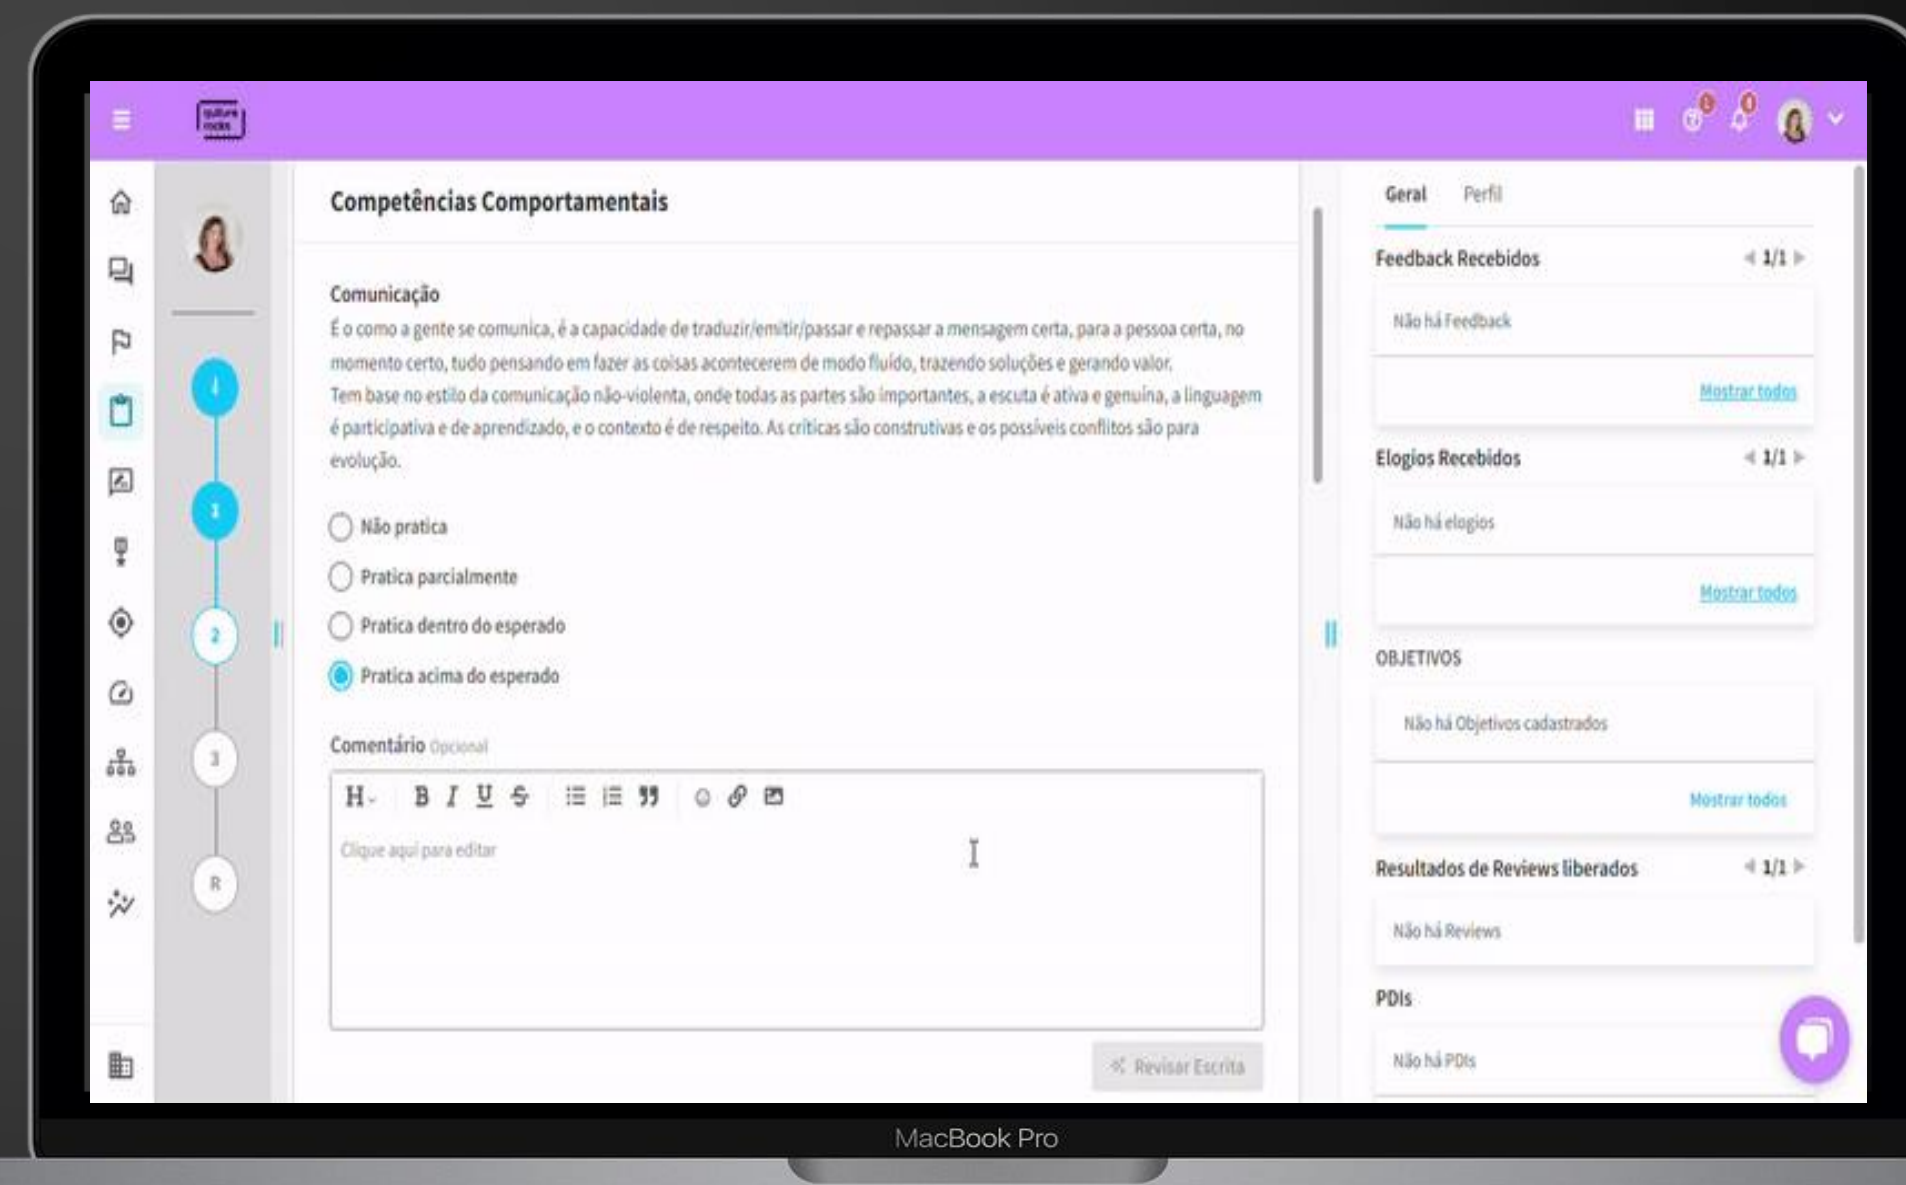 qulture
rocks
Competências Comportamentais
Comunicação
É o como a gente se comunica, é a capacidade de traduzir/emitir/passar e repassar a mensagem certa, para a pessoa certa, no
momento certo, tudo pensando em fazer as coisas acontecerem de modo fluído, trazendo soluções e gerando valor.
Tem base no estilo da comunicação não-violenta, onde todas as partes são importantes, a escuta é ativa e genuína, a linguagem
é participativa e de aprendizado, e o contexto é de respeito. As críticas são construtivas e os possíveis conflitos são para
evolução.
Não pratica
Pratica parcialmente
Pratica dentro do esperado
Pratica acima do esperado
Comentário Opcional
H B I U S
Clique aqui para editar
Revisar Escrita
2
3
R
Geral Perfil
Feedback Recebidos 1/1
Não há Feedback
Mostrar todos
Elogios Recebidos 1/1
Não há elogios
Mostrar todos
OBJETIVOS
Não há Objetivos cadastrados
Mostrar todos
Resultados de Reviews liberados 1/1
Não há Reviews
PDIs
Não há PDIs
MacBook Pro